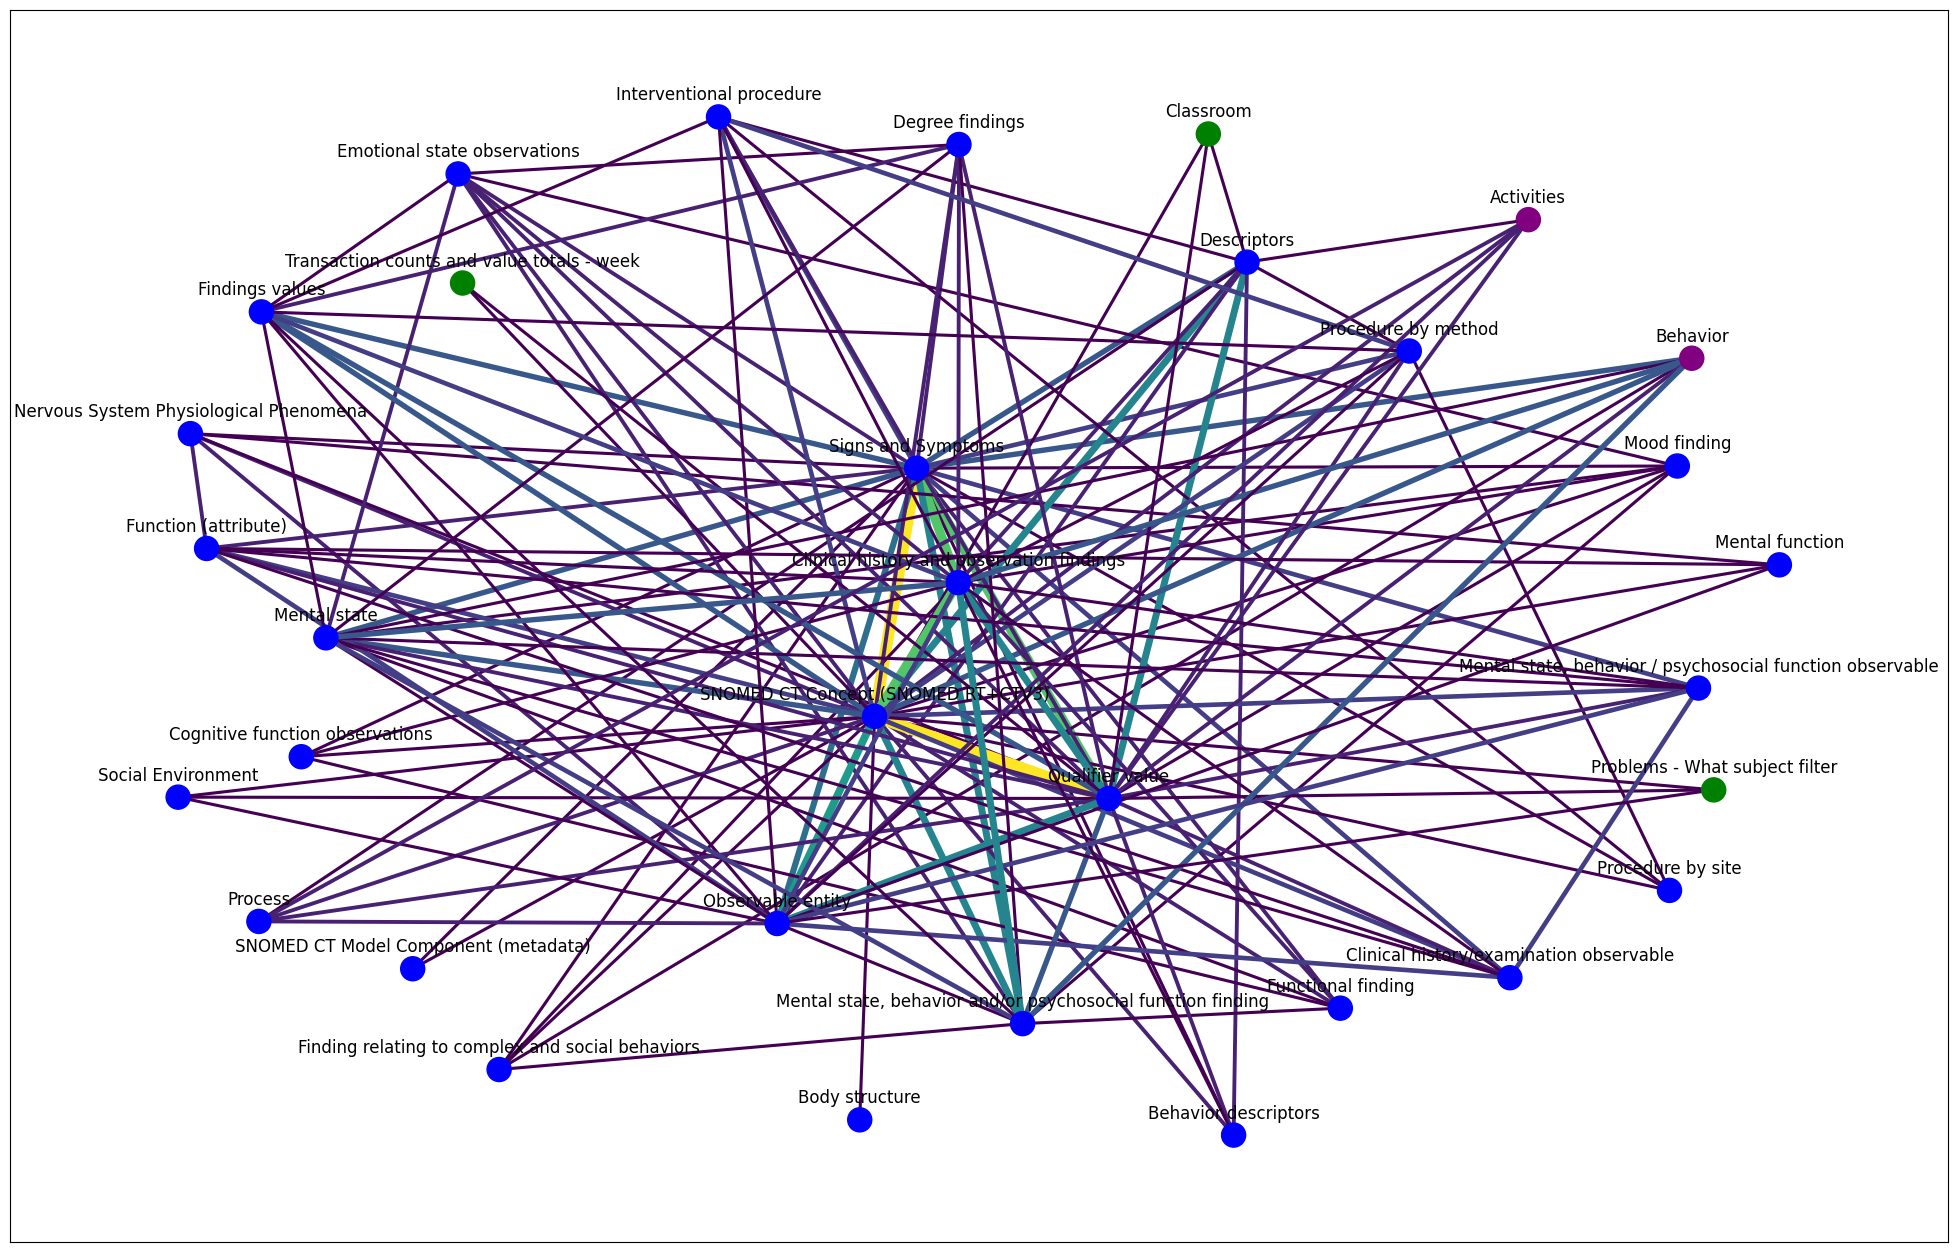 Interventional procedure
Classroom
Degree findings
Emotional state observations
Activities
Descriptors
Transaction counts and value totals - week
Findings values
Procedure by method
Behavior
Nervous System Physiological Phenomena
Signs and Symptoms
Mood finding
Function (attribute)
Mental function
Clinical history and observation findings
Mental state
Mental state, behavior / psychosocial function observable
SNOMED CT Concept (SNOMED RT+CTV3)
Cognitive function observations
Problems - What subject filter
Social Environment
Qualifier value
Procedure by site
Process
Observable entity
SNOMED CT Model Component (metadata)
Clinical history/examination observable
Functional finding
Mental state, behavior and/or psychosocial function finding
Finding relating to complex and social behaviors
Body structure
Behavior descriptors